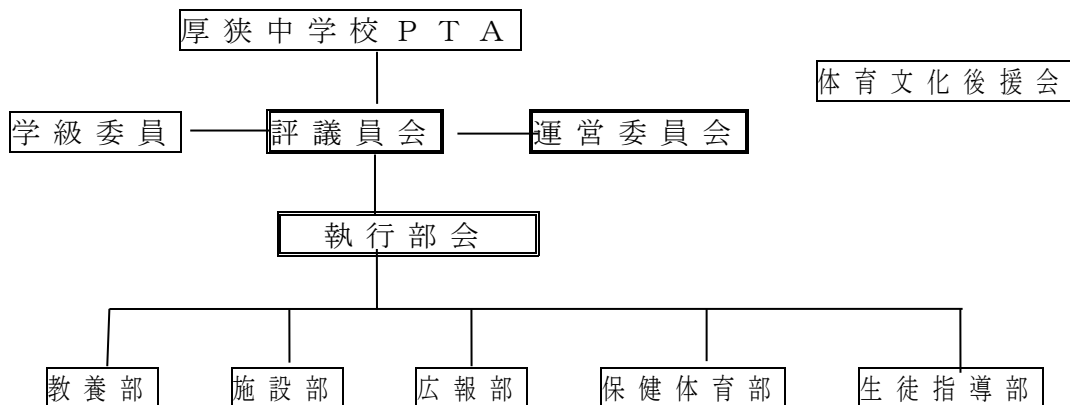 厚狭中学校ＰＴＡ
体育文化後援会
学級委員 評議員会 運営委員会
執行部会
教養部 施設部 広報部 保健体育部 生徒指導部